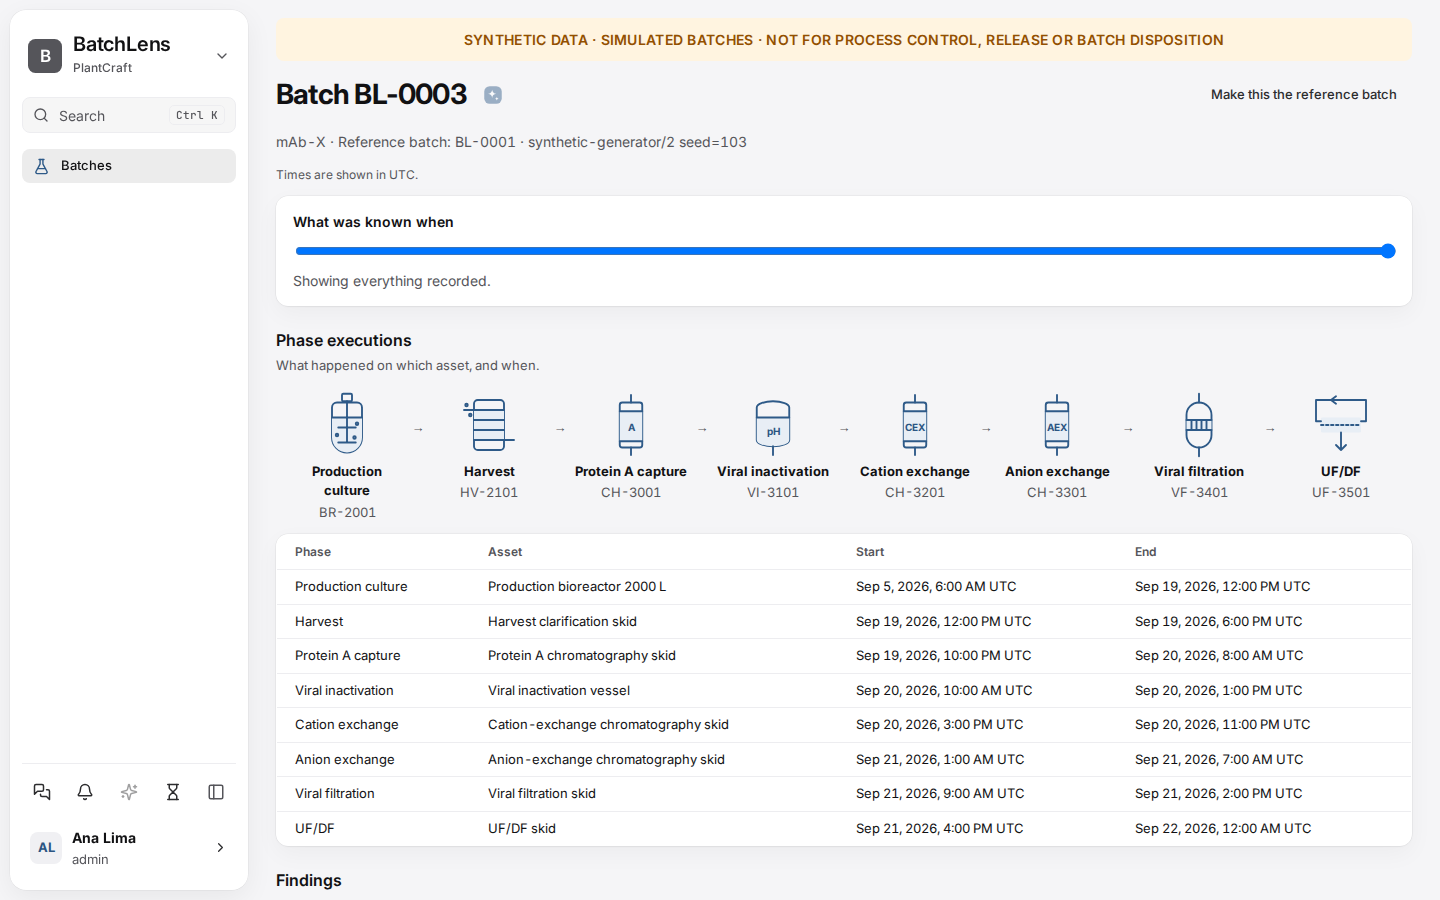 SYNTHETIC DATA · SIMULATED BATCHES · NOT FOR PROCESS CONTROL, RELEASE OR BATCH DISPOSITION
B
BatchLens
PlantCraft
Search
Ctrl K
Batches
Batch BL-0003
Make this the reference batch
mAb-X · Reference batch: BL-0001 · synthetic-generator/2 seed=103
Times are shown in UTC.
What was known when
Showing everything recorded.
Phase executions
What happened on which asset, and when.
A
pH
CEX
AEX
Production culture
BR-2001
→
Harvest
HV-2101
→
Protein A capture
CH-3001
→
Viral inactivation
VI-3101
→
Cation exchange
CH-3201
→
Anion exchange
CH-3301
→
Viral filtration
VF-3401
→
UF/DF
UF-3501
Phase Asset Start End
Production culture Production bioreactor 2000 L Sep 5, 2026, 6:00 AM UTC Sep 19, 2026, 12:00 PM UTC
Harvest Harvest clarification skid Sep 19, 2026, 12:00 PM UTC Sep 19, 2026, 6:00 PM UTC
Protein A capture Protein A chromatography skid Sep 19, 2026, 10:00 PM UTC Sep 20, 2026, 8:00 AM UTC
Viral inactivation Viral inactivation vessel Sep 20, 2026, 10:00 AM UTC Sep 20, 2026, 1:00 PM UTC
Cation exchange Cation-exchange chromatography skid Sep 20, 2026, 3:00 PM UTC Sep 20, 2026, 11:00 PM UTC
Anion exchange Anion-exchange chromatography skid Sep 21, 2026, 1:00 AM UTC Sep 21, 2026, 7:00 AM UTC
Viral filtration Viral filtration skid Sep 21, 2026, 9:00 AM UTC Sep 21, 2026, 2:00 PM UTC
UF/DF UF/DF skid Sep 21, 2026, 4:00 PM UTC Sep 22, 2026, 12:00 AM UTC
Findings
AL
Ana Lima
admin